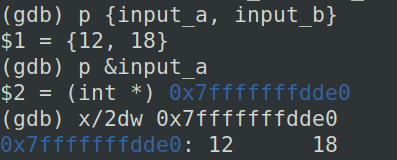 (gdb) p {input_a, input_b}
$1 = {12, 18}
(gdb) p &input_a
$2 = (int *) 0x7fffffffdde0
(gdb) x/2dw 0x7fffffffdde0
0x7fffffffdde0: 12 18